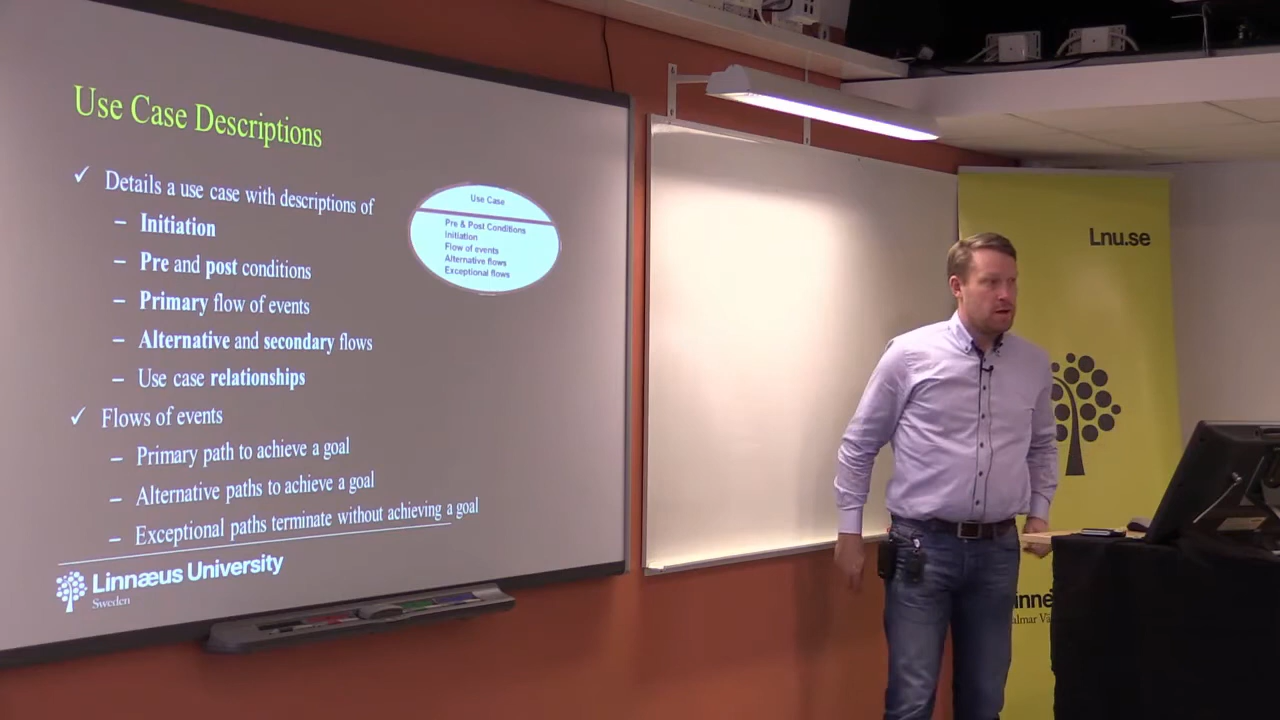 Use Case Descriptions
✓ Details a use case with descriptions of
– Initiation
– Pre and post conditions
– Primary flow of events
– Alternative and secondary flows
– Use case relationships
✓ Flows of events
– Primary path to achieve a goal
– Alternative paths to achieve a goal
– Exceptional paths terminate without achieving a goal
Linnæus University
Sweden
Use Case
Pre & Post Conditions
Initiation
Flow of events
Alternative flows
Exceptional flows
Lnu.se